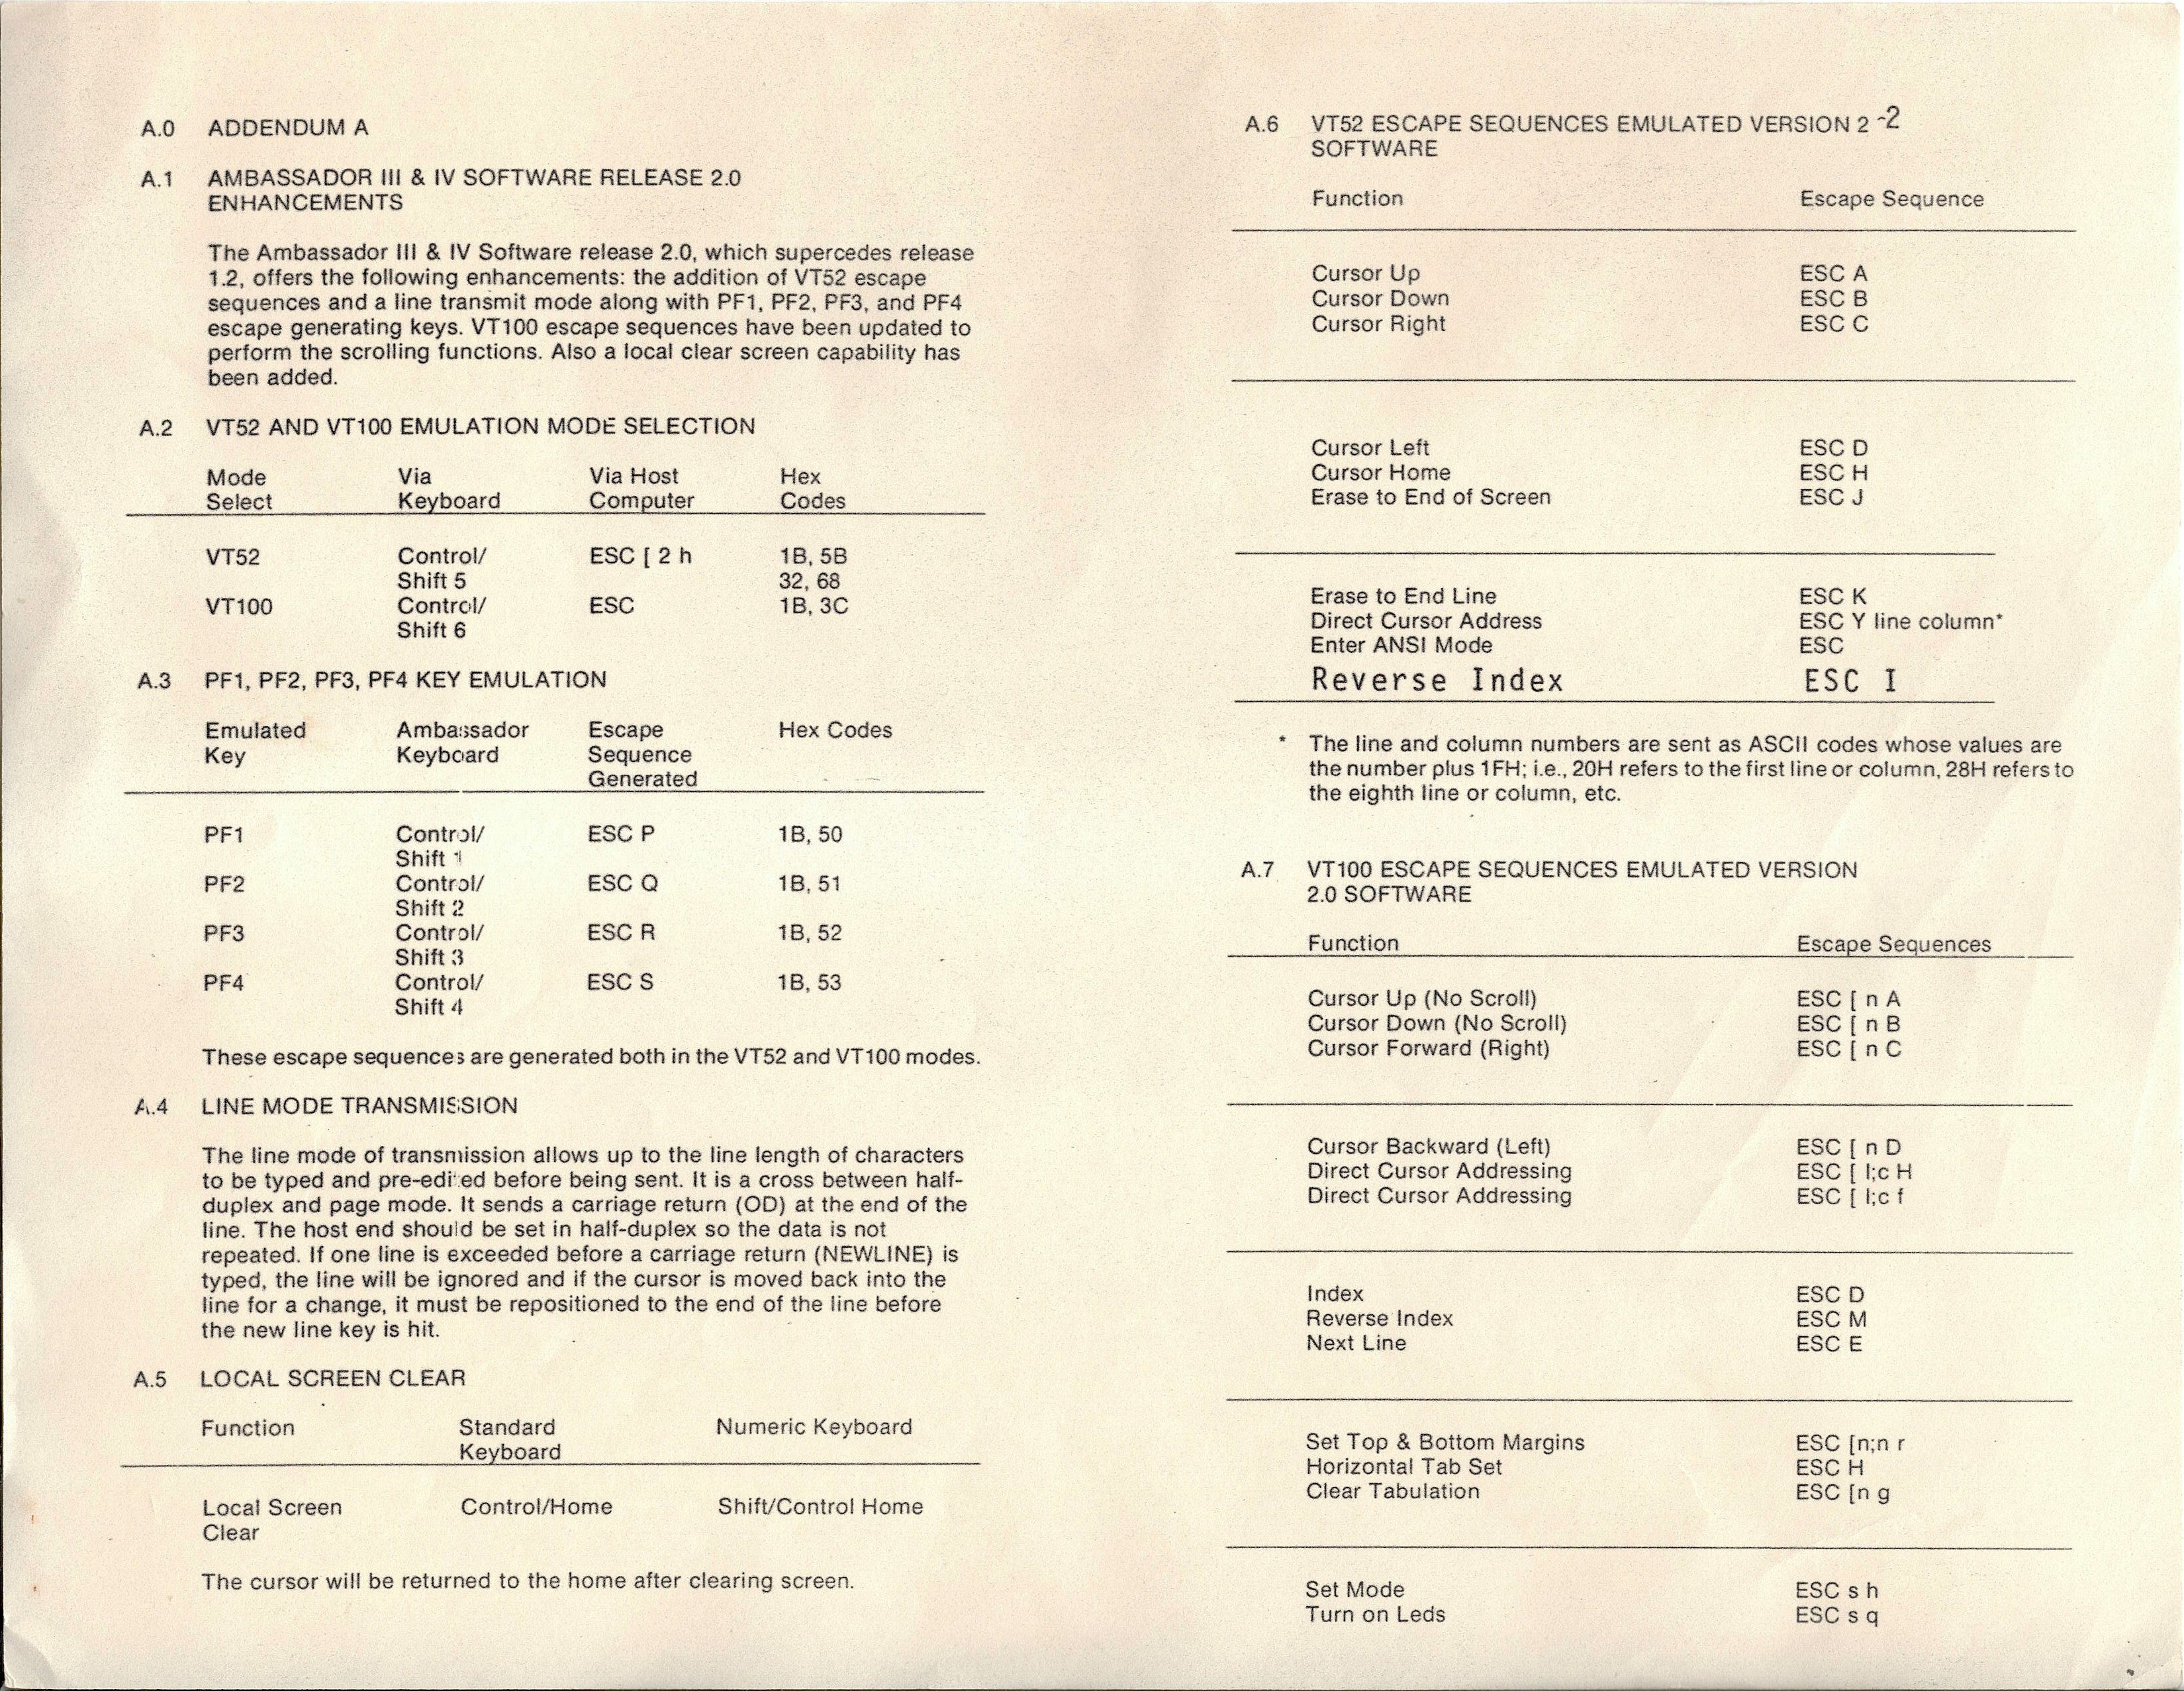 A.0 ADDENDUM A
A.1 AMBASSADOR III & IV SOFTWARE RELEASE 2.0
ENHANCEMENTS
The Ambassador III & IV Software release 2.0, which supercedes release
1.2, offers the following enhancements: the addition of VT52 escape
sequences and a line transmit mode along with PF1, PF2, PF3, and PF4
escape generating keys. VT100 escape sequences have been updated to
perform the scrolling functions. Also a local clear screen capability has
been added.
A.2 VT52 AND VT100 EMULATION MODE SELECTION
Mode Via Via Host Hex
Select Keyboard Computer Codes
VT52 Control/ ESC [ 2 h 1B, 5B
Shift 5 32, 68
VT100 Control/ ESC 1B, 3C
Shift 6
A.3 PF1, PF2, PF3, PF4 KEY EMULATION
Emulated Ambassador Escape Hex Codes
Key Keyboard Sequence
Generated
PF1 Control/ ESC P 1B, 50
Shift 1
PF2 Control/ ESC Q 1B, 51
Shift 2
PF3 Control/ ESC R 1B, 52
Shift 3
PF4 Control/ ESC S 1B, 53
Shift 4
These escape sequences are generated both in the VT52 and VT100 modes.
A.4 LINE MODE TRANSMISSION
The line mode of transmission allows up to the line length of characters
to be typed and pre-edited before being sent. It is a cross between half-
duplex and page mode. It sends a carriage return (OD) at the end of the
line. The host end should be set in half-duplex so the data is not
repeated. If one line is exceeded before a carriage return (NEWLINE) is
typed, the line will be ignored and if the cursor is moved back into the
line for a change, it must be repositioned to the end of the line before
the new line key is hit.
A.5 LOCAL SCREEN CLEAR
Function Standard Numeric Keyboard
Keyboard
Local Screen Control/Home Shift/Control Home
Clear
The cursor will be returned to the home after clearing screen.
A.6 VT52 ESCAPE SEQUENCES EMULATED VERSION 2 -2
SOFTWARE
Function Escape Sequence
Cursor Up ESC A
Cursor Down ESC B
Cursor Right ESC C
Cursor Left ESC D
Cursor Home ESC H
Erase to End of Screen ESC J
Erase to End Line ESC K
Direct Cursor Address ESC Y line column*
Enter ANSI Mode ESC
Reverse Index ESC I
* The line and column numbers are sent as ASCII codes whose values are
the number plus 1FH; i.e., 20H refers to the first line or column, 28H refers to
the eighth line or column, etc.
A.7 VT100 ESCAPE SEQUENCES EMULATED VERSION
2.0 SOFTWARE
Function Escape Sequences
Cursor Up (No Scroll) ESC [ n A
Cursor Down (No Scroll) ESC [ n B
Cursor Forward (Right) ESC [ n C
Cursor Backward (Left) ESC [ n D
Direct Cursor Addressing ESC [ l;c H
Direct Cursor Addressing ESC [ l;c f
Index ESC D
Reverse Index ESC M
Next Line ESC E
Set Top & Bottom Margins ESC [n;n r
Horizontal Tab Set ESC H
Clear Tabulation ESC [n g
Set Mode ESC s h
Turn on Leds ESC s q